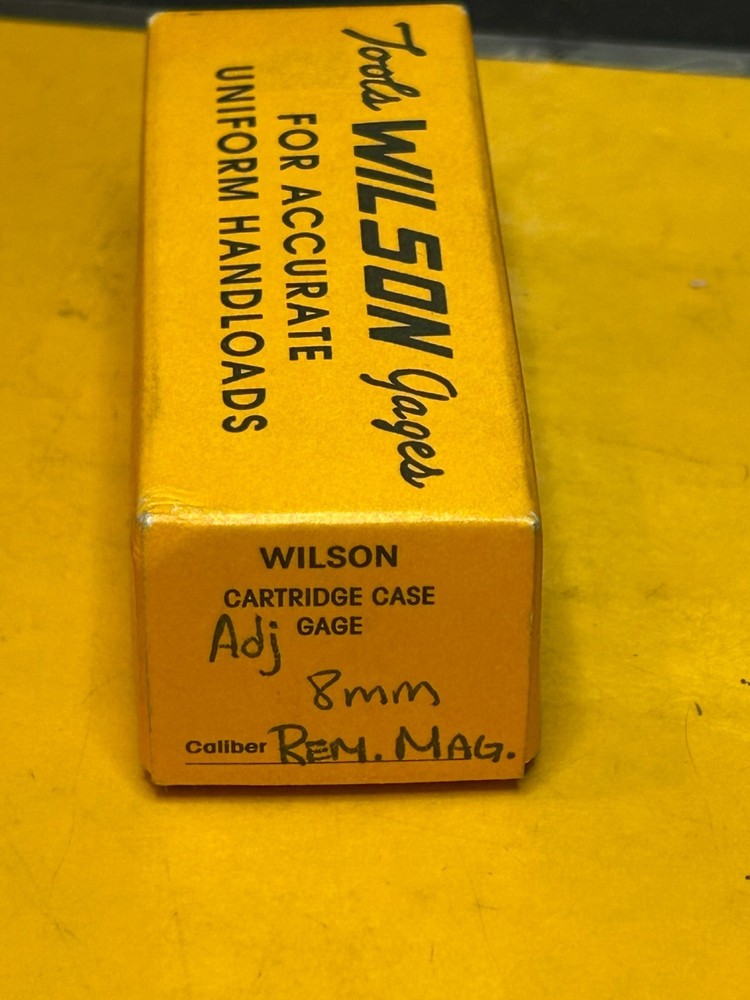 Tools WILSON Gages
FOR ACCURATE
UNIFORM HANDLOADS
WILSON
CARTRIDGE CASE
Adj GAGE
8mm
Caliber REM. MAG.